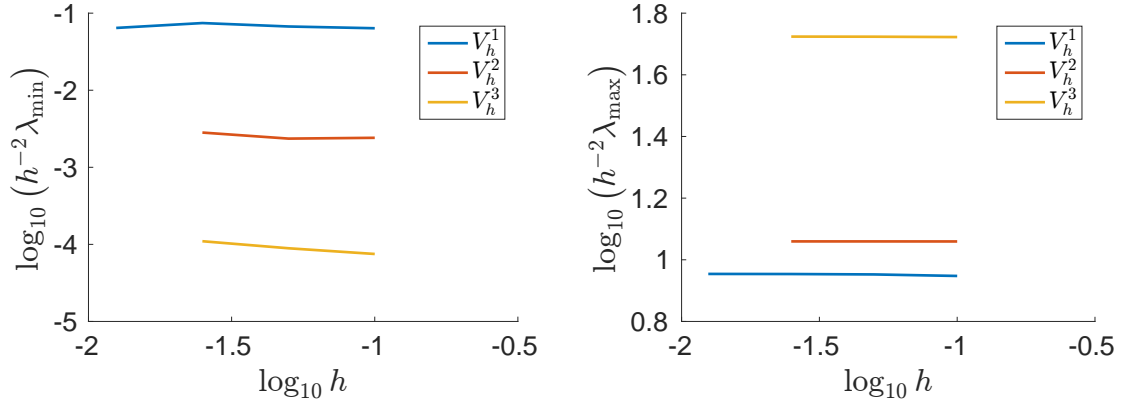 -1
-2
-3
-4
-5
-2
-1.5
-1
-0.5
log₁₀ h
log₁₀ (h⁻² λ_min)
V_h^1
V_h^2
V_h^3
1.8
1.6
1.4
1.2
1
0.8
-2
-1.5
-1
-0.5
log₁₀ h
log₁₀ (h⁻² λ_max)
V_h^1
V_h^2
V_h^3